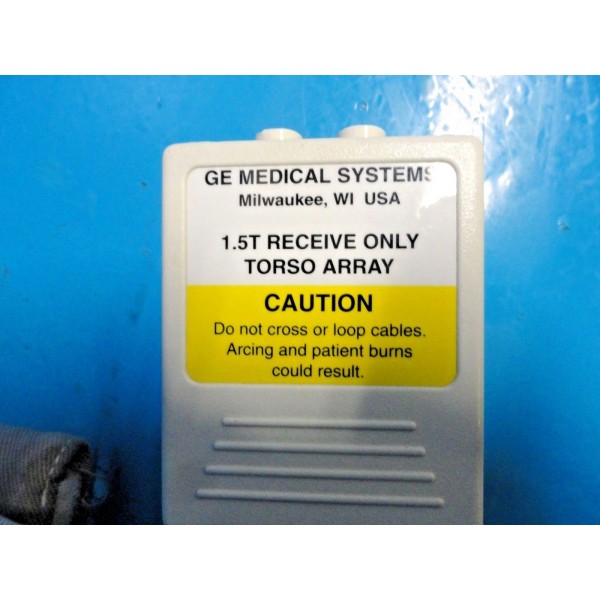 GE MEDICAL SYSTEMS
Milwaukee, WI USA
1.5T RECEIVE ONLY
TORSO ARRAY
CAUTION
Do not cross or loop cables.
Arcing and patient burns
could result.